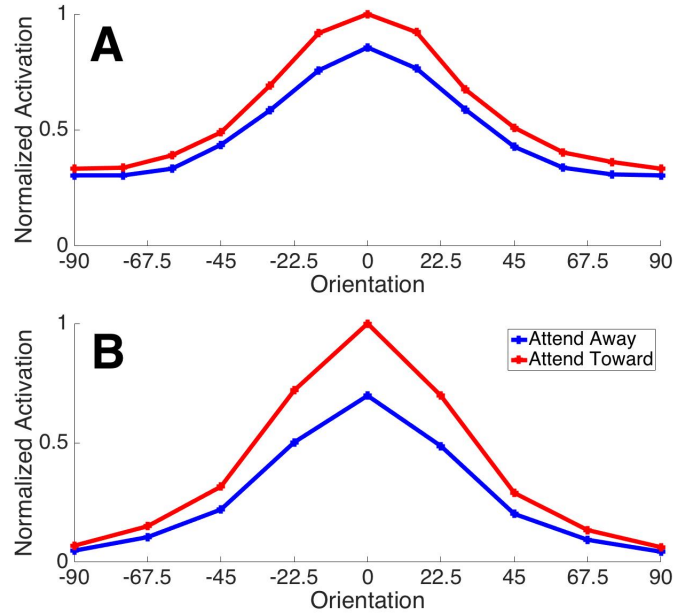 A
Normalized Activation
1
0.5
0
-90 -67.5 -45 -22.5 0 22.5 45 67.5 90
Orientation
B
Normalized Activation
1
0.5
0
Attend Away
Attend Toward
-90 -67.5 -45 -22.5 0 22.5 45 67.5 90
Orientation